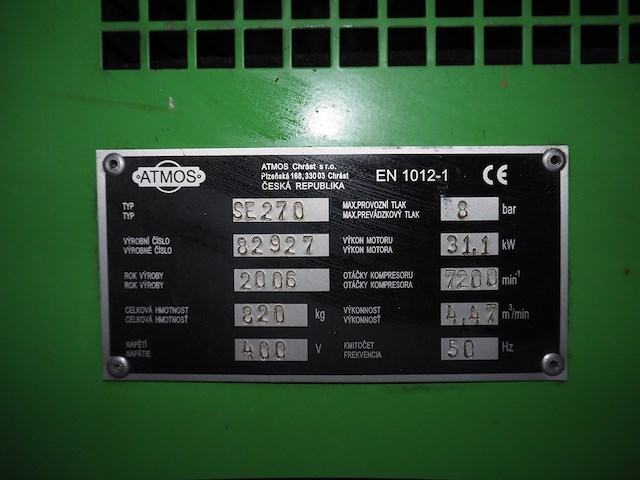 ATMOS
ATMOS Chrást s r.o.
Plzeňská 168, 330 03 Chrást
ČESKÁ REPUBLIKA
EN 1012-1
CE
TYP
TYP
SE270
MAX.PROVOZNÍ TLAK
MAX.PREVÁDZKOVÝ TLAK
8 bar
VÝROBNÍ ČÍSLO
VÝROBNÉ ČÍSLO
82927
VÝKON MOTORU
VÝKON MOTORA
31.1 kW
ROK VÝROBY
ROK VÝROBY
2006
OTÁČKY KOMPRESORU
OTÁČKY KOMPRESORA
7200 min⁻¹
CELKOVÁ HMOTNOST
CELKOVÁ HMOTNOSŤ
820 kg
VÝKONNOST
VÝKONNOSŤ
4,47 m³/min
NAPĚTÍ
NAPÄTIE
400 V
KMITOČET
FREKVENCIA
50 Hz